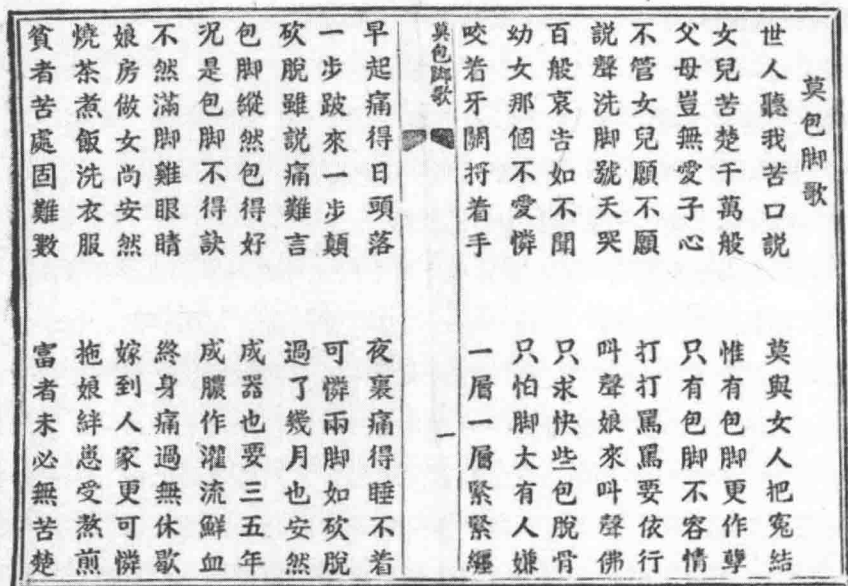 莫包脚歌
世人聽我苦口説　莫與女人把冤結
女兒苦楚千萬般　惟有包脚更作孽
父母豈無愛子心　只有包脚不容情
不管女兒願不願　打打罵罵要依行
説聲洗脚號天哭　叫聲娘來叫聲佛
百般哀告如不聞　只求快些包脱骨
幼女那個不愛憐　只怕脚大有人嫌
咬着牙關捋着手　一層一層緊緊纏
莫包脚歌　一
早起痛得日頭落　夜裏痛得睡不着
一步跛來一步顛　可憐兩脚如砍脱
砍脱雖説痛難言　過了幾月也安然
包脚縱然包得好　成器也要三五年
况是包脚不得訣　成膿作灌流鮮血
不然滿脚雞眼睛　終身痛過無休歇
娘房做女尚安然　嫁到人家更可憐
燒茶煮飯洗衣服　拖娘絆崽受熬煎
貧者苦處固難數　富者未必無苦楚